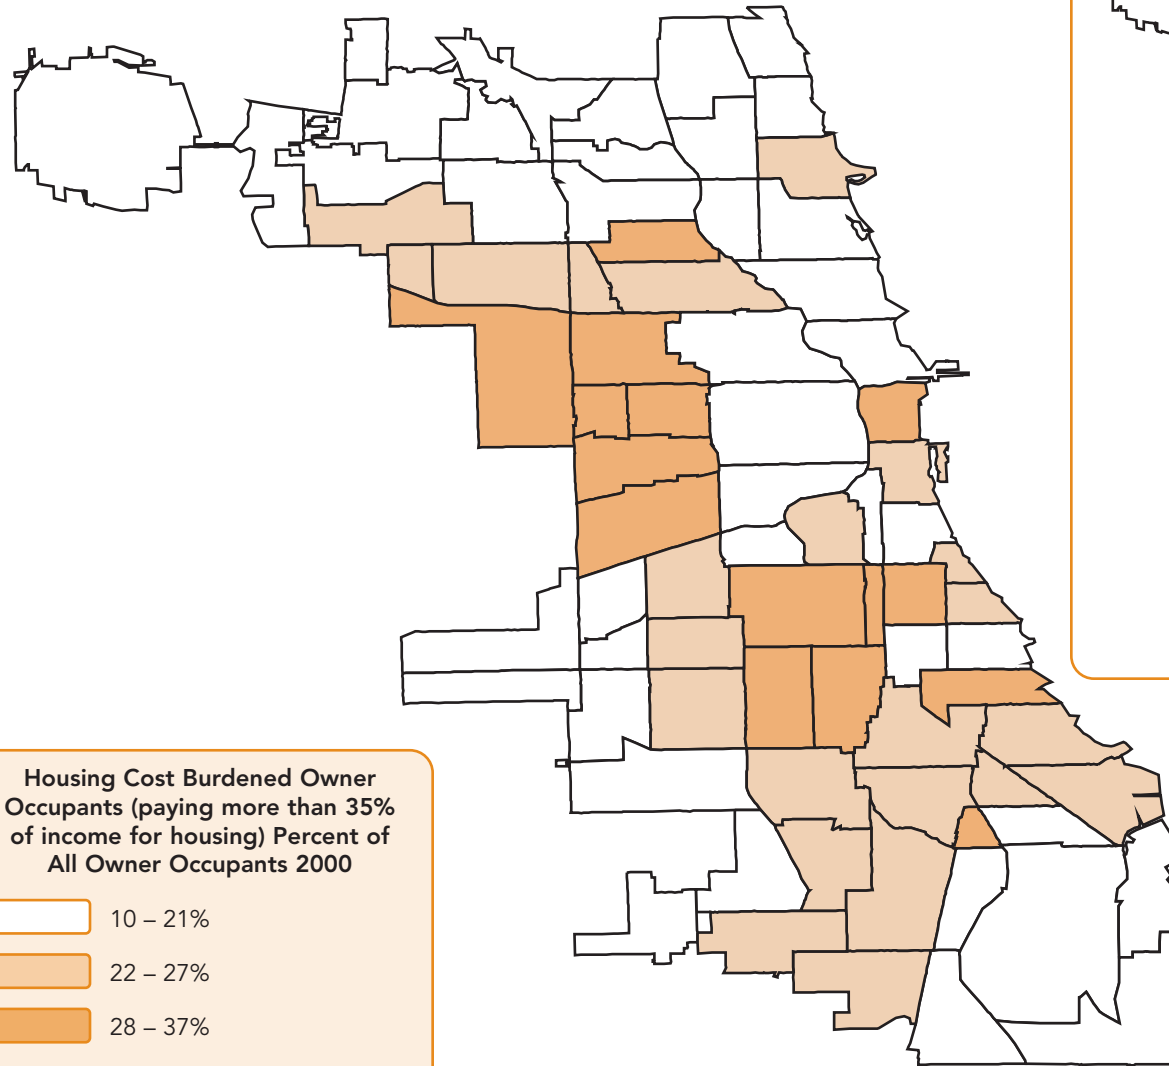 Housing Cost Burdened Owner
Occupants (paying more than 35%
of income for housing) Percent of
All Owner Occupants 2000
10 – 21%
22 – 27%
28 – 37%